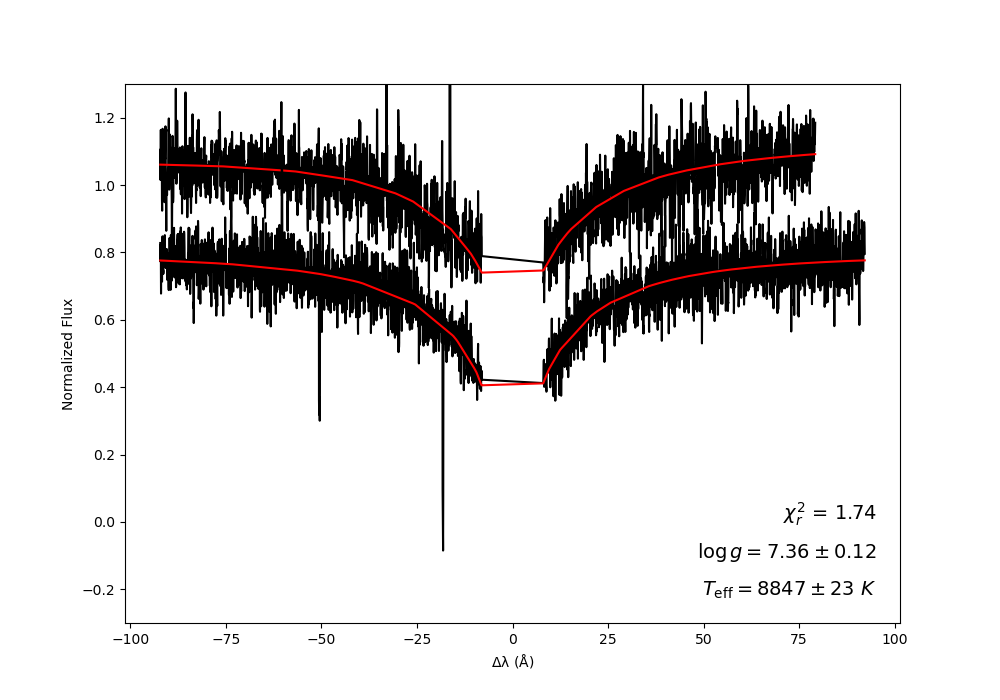 1.2
1.0
0.8
0.6
0.4
0.2
0.0
−0.2
Normalized Flux
χ²ᵣ = 1.74
log g = 7.36 ± 0.12
T_eff = 8847 ± 23 K
−100 −75 −50 −25 0 25 50 75 100
Δλ (Å)